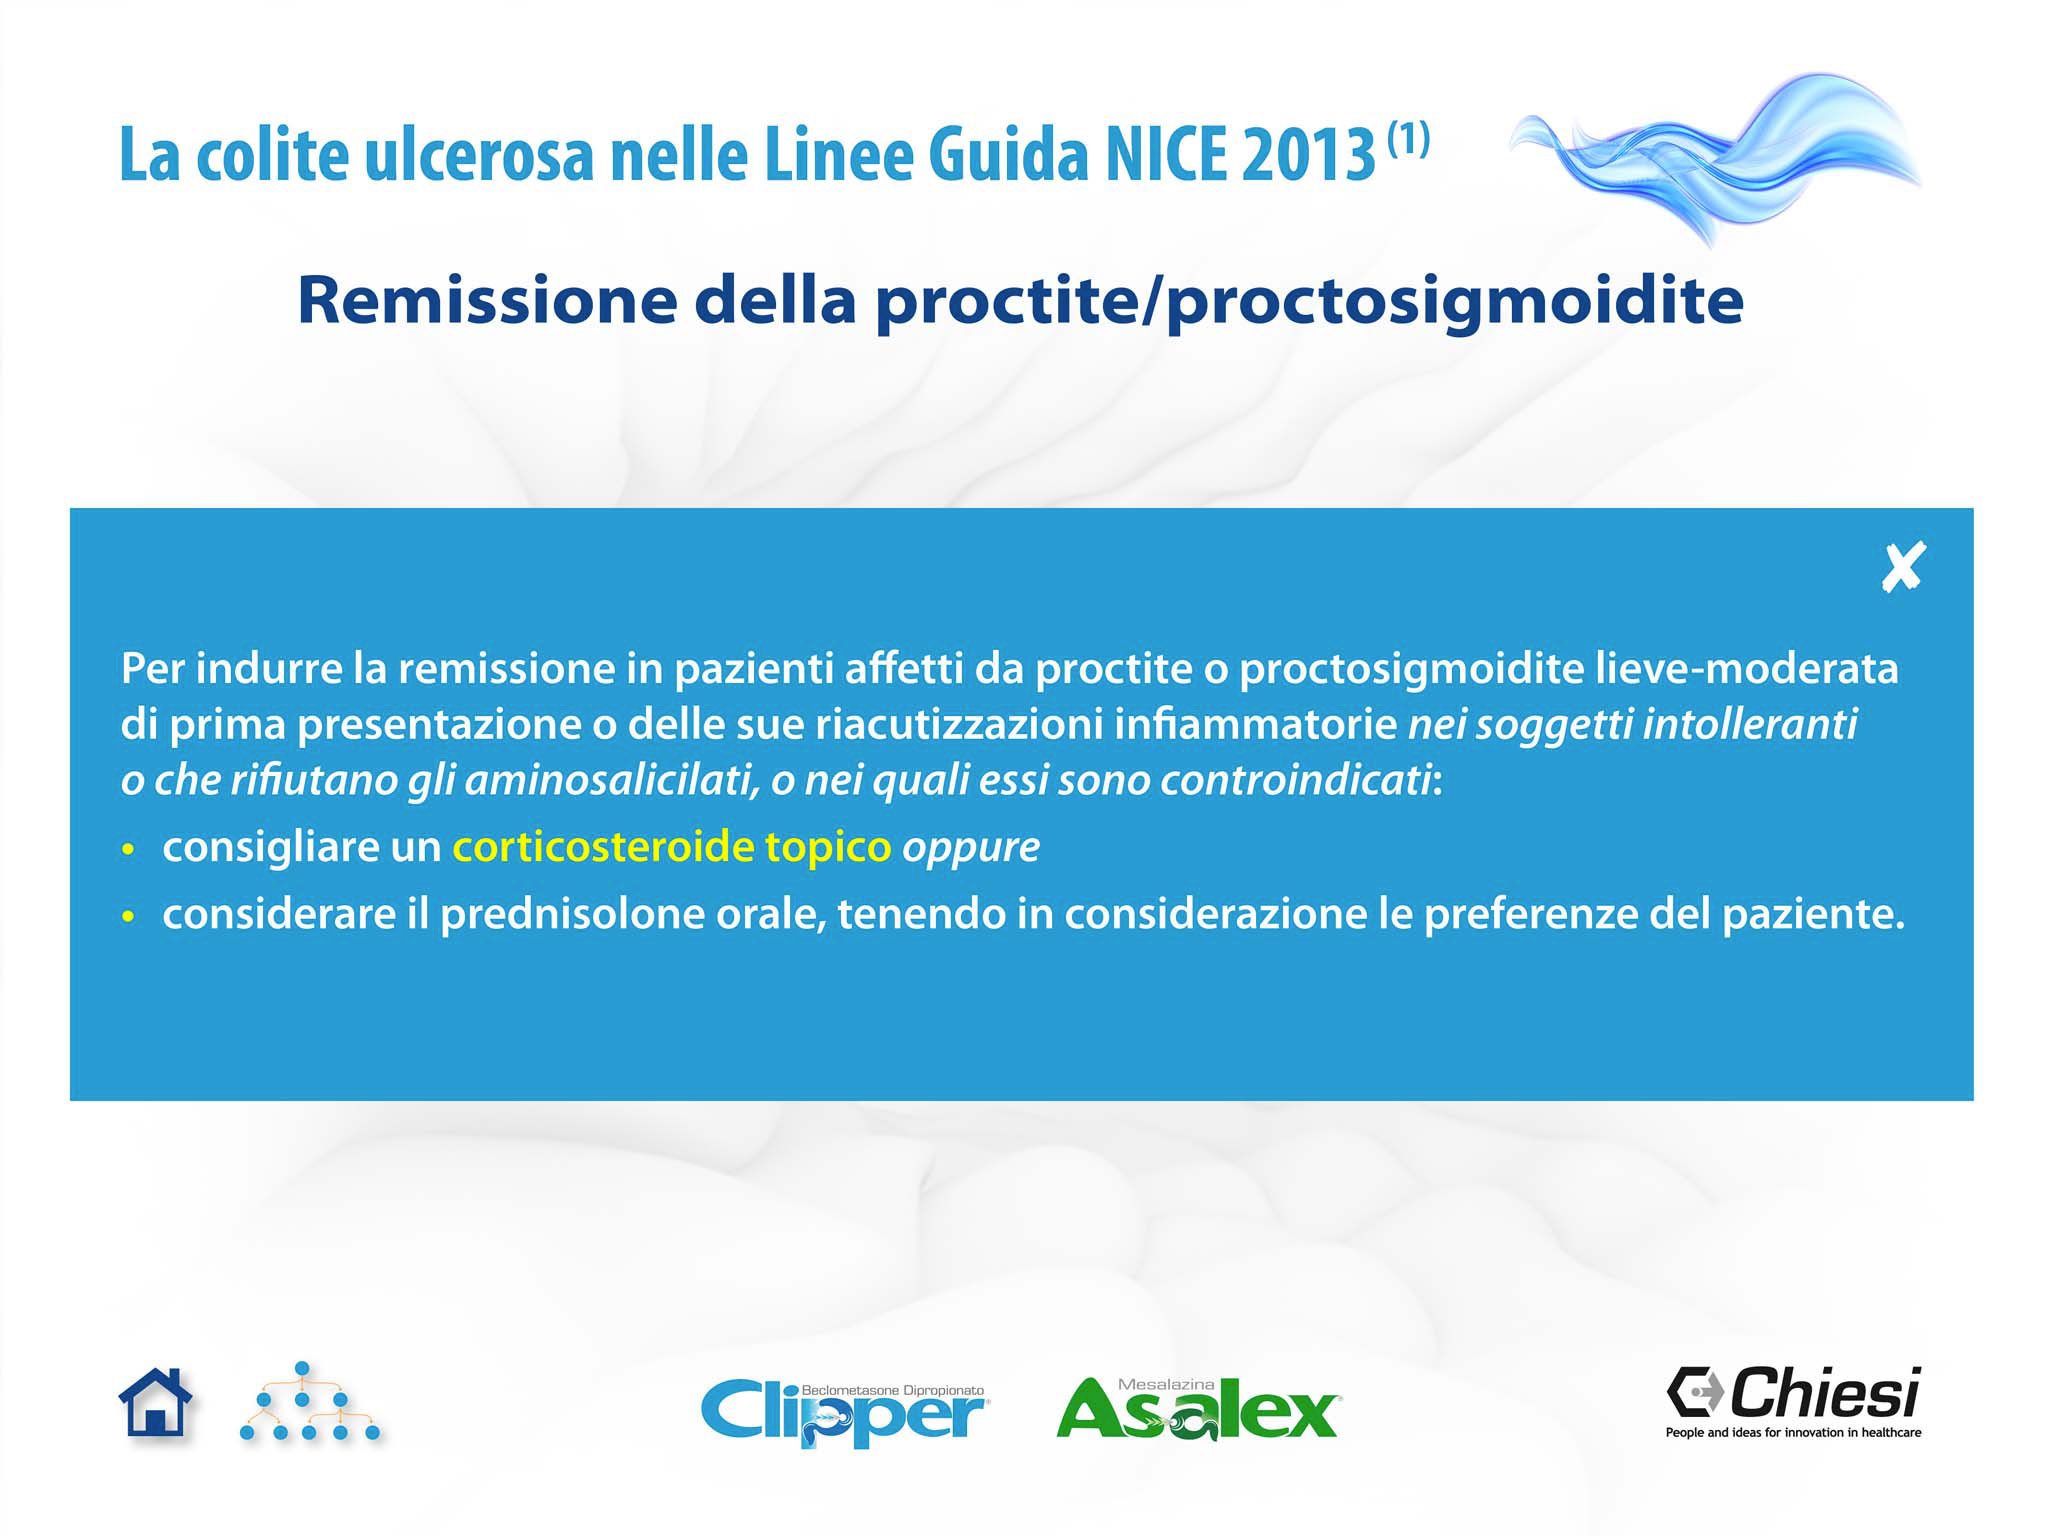 La colite ulcerosa nelle Linee Guida NICE 2013 (1)
Remissione della proctite/proctosigmoidite
✘
Per indurre la remissione in pazienti affetti da proctite o proctosigmoidite lieve-moderata
di prima presentazione o delle sue riacutizzazioni infiammatorie nei soggetti intolleranti
o che rifiutano gli aminosalicilati, o nei quali essi sono controindicati:
• consigliare un corticosteroide topico oppure
• considerare il prednisolone orale, tenendo in considerazione le preferenze del paziente.
Beclometasone Dipropionato
Clipper®
Mesalazina
Asalex®
Chiesi
People and ideas for innovation in healthcare